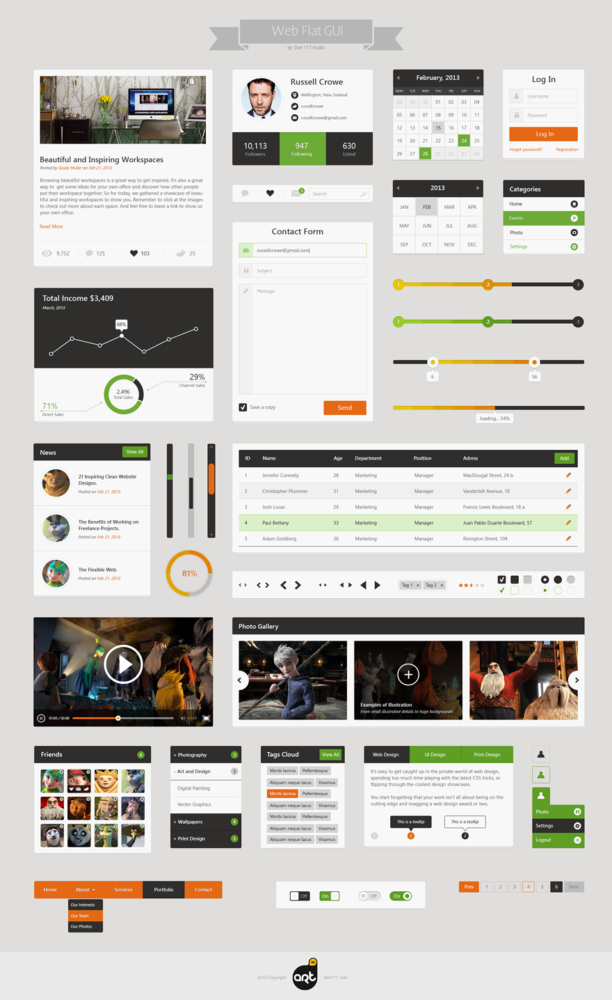 Web Flat GUI
by Dart 117 studio
Beautiful and Inspiring Workspaces
Posted by Gisele Muller on Feb 21, 2013
Browsing beautiful workspaces is a great way to get inspired. It's also a great
way to get some ideas for your own office and discover how other people
put their workspace together. So for today, we gathered a showcase of beau-
tiful and inspiring workspaces to show you. Remember to click at the images
to check out more about each space. And feel free to leave a link to show us
your own office.
Read More
9,752 125 103 25
Russell Crowe
Wellington, New Zealand
russellcrowe
russellcrowe@gmail.com
10,113 947 630
Followers Following Listed
3
Search
February, 2013
MON TUE WED THU FRI SAT SUN
28 29 30 01 02 03 04
05 05 07 08 09 10 11
12 13 14 15 16 17 18
19 20 21 22 23 24 25
26 27 28 01 02 03 04
Log In
Username
Password
Log In
Forgot password? Registration
2013
JAN FEB MAR APR
MAY JUN JUL AUG
SEP OCT NOV DEC
Categories
Home
Events
Photo
Settings
Contact Form
russellcrowe@gmail.com
Subject
Message
Save a copy
Send
1 2 3
1 2 3
6 56
loading... 54%
Total Income $3,409
March, 2013
68%
29%
Channel Sales
2,496
Total Sales
71%
Direct Sales
News View All
21 Inspiring Clean Website
Designs.
Posted on Feb 21, 2013
The Benefits of Working on
Freelance Projects.
Posted on Feb 21, 2013
The Flexible Web.
Posted on Feb 21, 2013
81%
ID Name Age Department Position Adress Add
1 Jennifer Connelly 28 Marketing Manager MacDougal Street, 24 b
2 Christopher Plummer 31 Marketing Manager Vanderbilt Avenue, 10
3 Josh Lucas 29 Marketing Manager Francis Lewis Boulevard, 18 a
4 Paul Bettany 33 Marketing Manager Juan Pablo Duarte Boulevard, 57
5 Adam Goldberg 26 Marketing Manager Rivington Street, 104
Tag 1 × Tag 2 ×
01:05 / 02:40
Photo Gallery
Examples of Illustration
From small illustrative details to huge backgrounds
Friends 8
+ Photography 3
- Art and Design 3
Digital Painting
Vector Graphics
+ Wallpapers 8
+ Print Design 5
Tags Cloud View All
Morbi lacinia Pellentesque
Aliquam neque lacus Vivamus
Morbi lacinia Pellentesque
Aliquam neque lacus Vivamus
Morbi lacinia Pellentesque
Aliquam neque lacus Vivamus
Aliquam neque lacus Vivamus
Web Design UI Design Print Design
It's easy to get caught up in the private world of web design,
spending too much time playing with the latest CSS tricks, or
flipping through the coolest design showcases.
You start forgetting that your work isn't all about being on the
cutting edge and snagging a web design award or two.
This is a tooltip This is a tooltip
i i i
Photo
Settings
Logout
Home About Services Portfolio Contact
Our Interests
Our Team
Our Photos
Off On Off On
Prev 1 2 3 4 5 6 Next
2013 Copyright art dart117.com